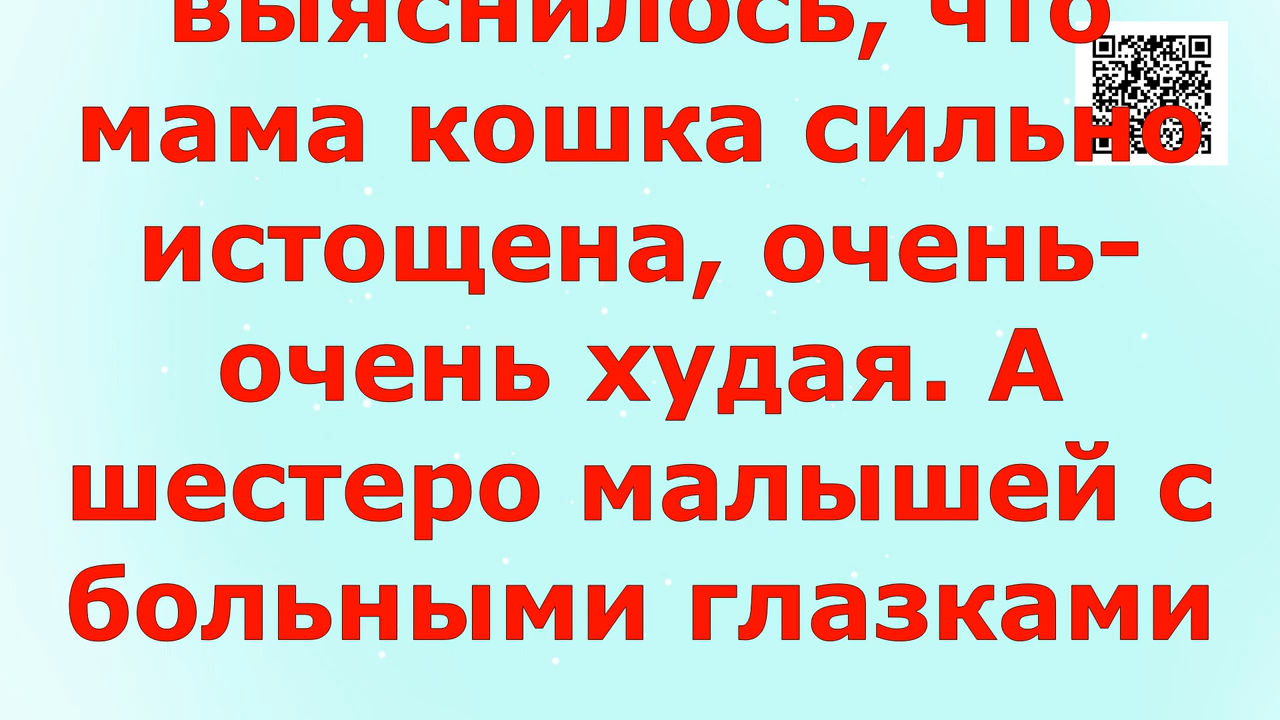 выяснилось, что
мама кошка сильно
истощена, очень-
очень худая. А
шестеро малышей с
больными глазками